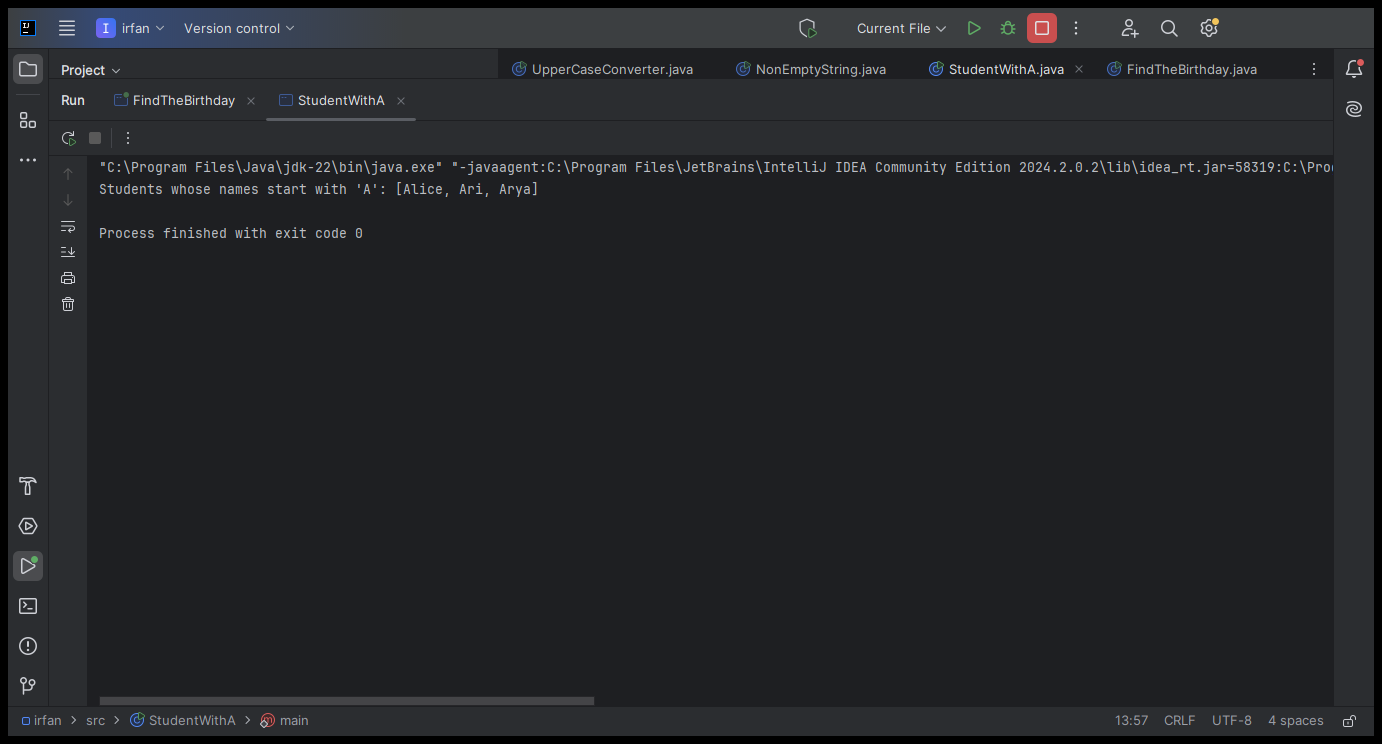 I irfan Version control Current File
Project UpperCaseConverter.java NonEmptyString.java StudentWithA.java FindTheBirthday.java
Run FindTheBirthday StudentWithA
"C:\Program Files\Java\jdk-22\bin\java.exe" "-javaagent:C:\Program Files\JetBrains\IntelliJ IDEA Community Edition 2024.2.0.2\lib\idea_rt.jar=58319:C:\Pro
Students whose names start with 'A': [Alice, Ari, Arya]
Process finished with exit code 0
irfan > src > StudentWithA > main 13:57 CRLF UTF-8 4 spaces